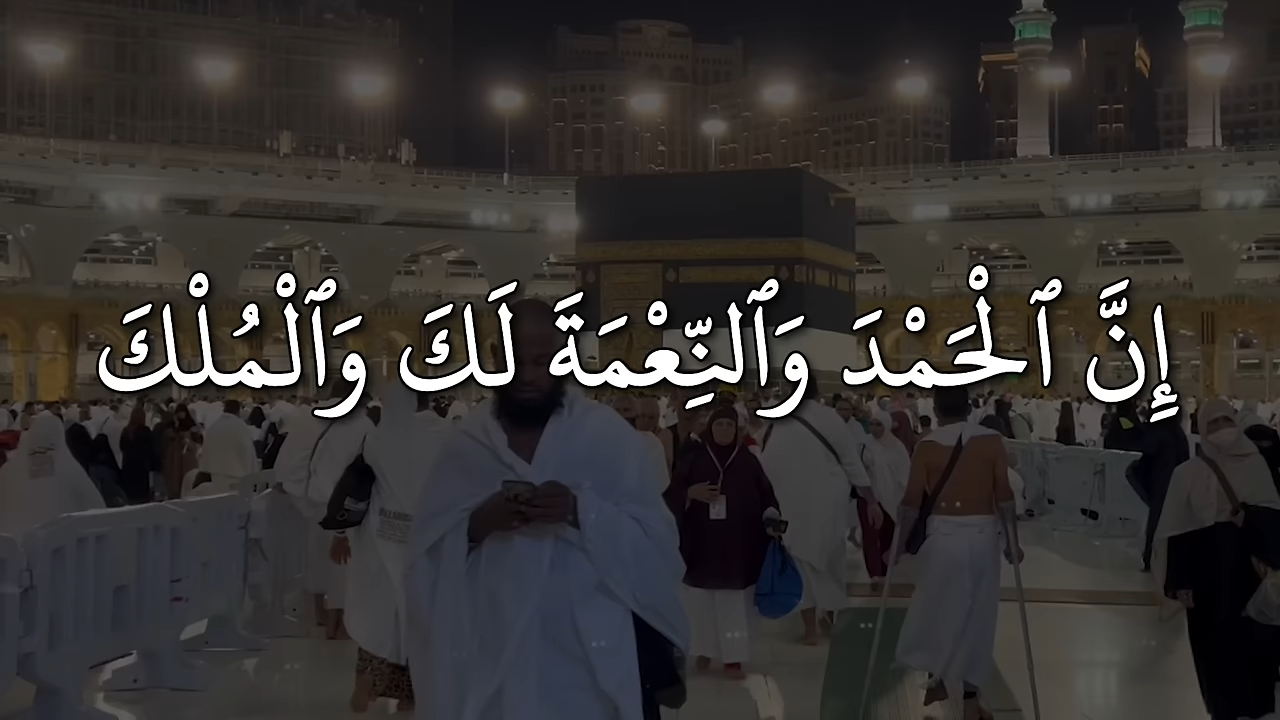 إِنَّ ٱلْحَمْدَ وَٱلنِّعْمَةَ لَكَ وَٱلْمُلْكَ